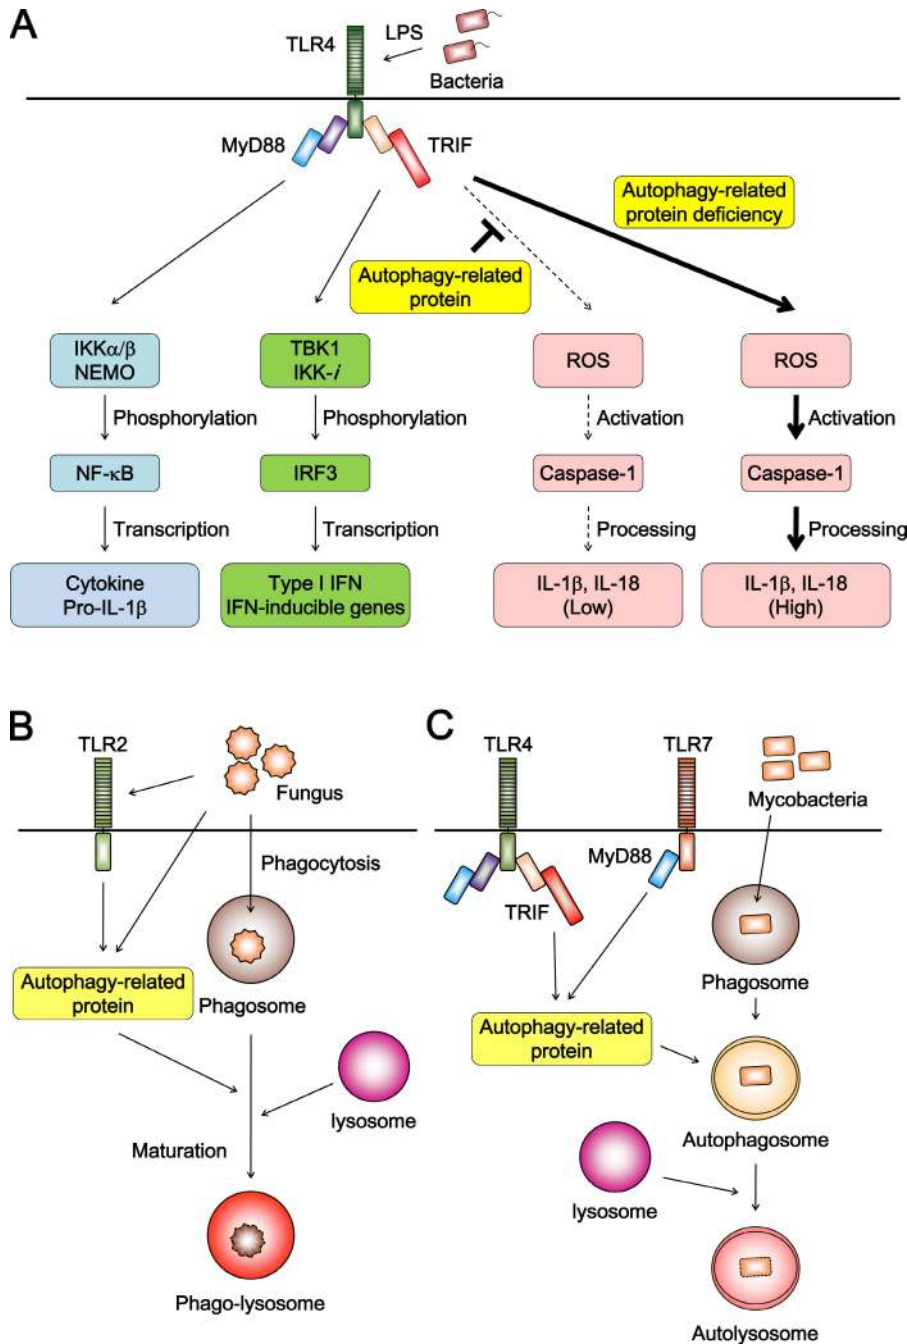 A
TLR4
LPS
Bacteria
MyD88
TRIF
Autophagy-related
protein deficiency
Autophagy-related
protein
IKKα/β
NEMO
TBK1
IKK-i
ROS
ROS
Phosphorylation
Phosphorylation
Activation
Activation
NF-κB
IRF3
Caspase-1
Caspase-1
Transcription
Transcription
Processing
Processing
Cytokine
Pro-IL-1β
Type I IFN
IFN-inducible genes
IL-1β, IL-18
(Low)
IL-1β, IL-18
(High)
B
TLR2
Fungus
Phagocytosis
Autophagy-related
protein
Phagosome
lysosome
Maturation
Phago-lysosome
C
TLR4
TLR7
Mycobacteria
MyD88
TRIF
Phagosome
Autophagy-related
protein
Autophagosome
lysosome
Autolysosome